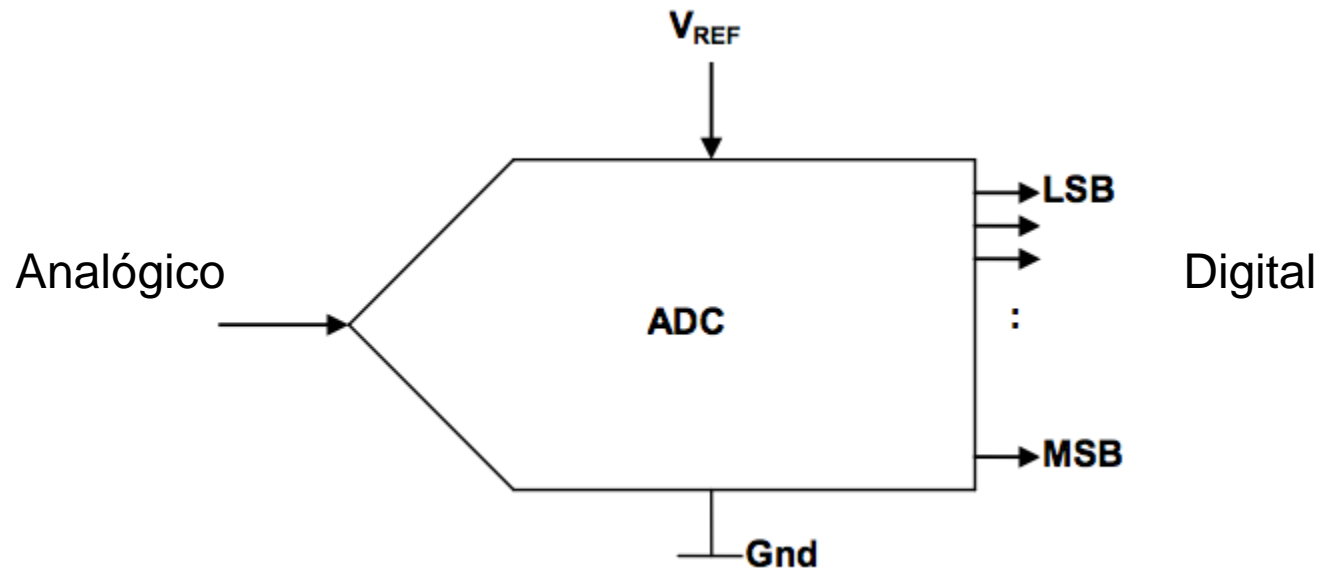 VREF
LSB
Analógico
Digital
ADC
:
MSB
Gnd